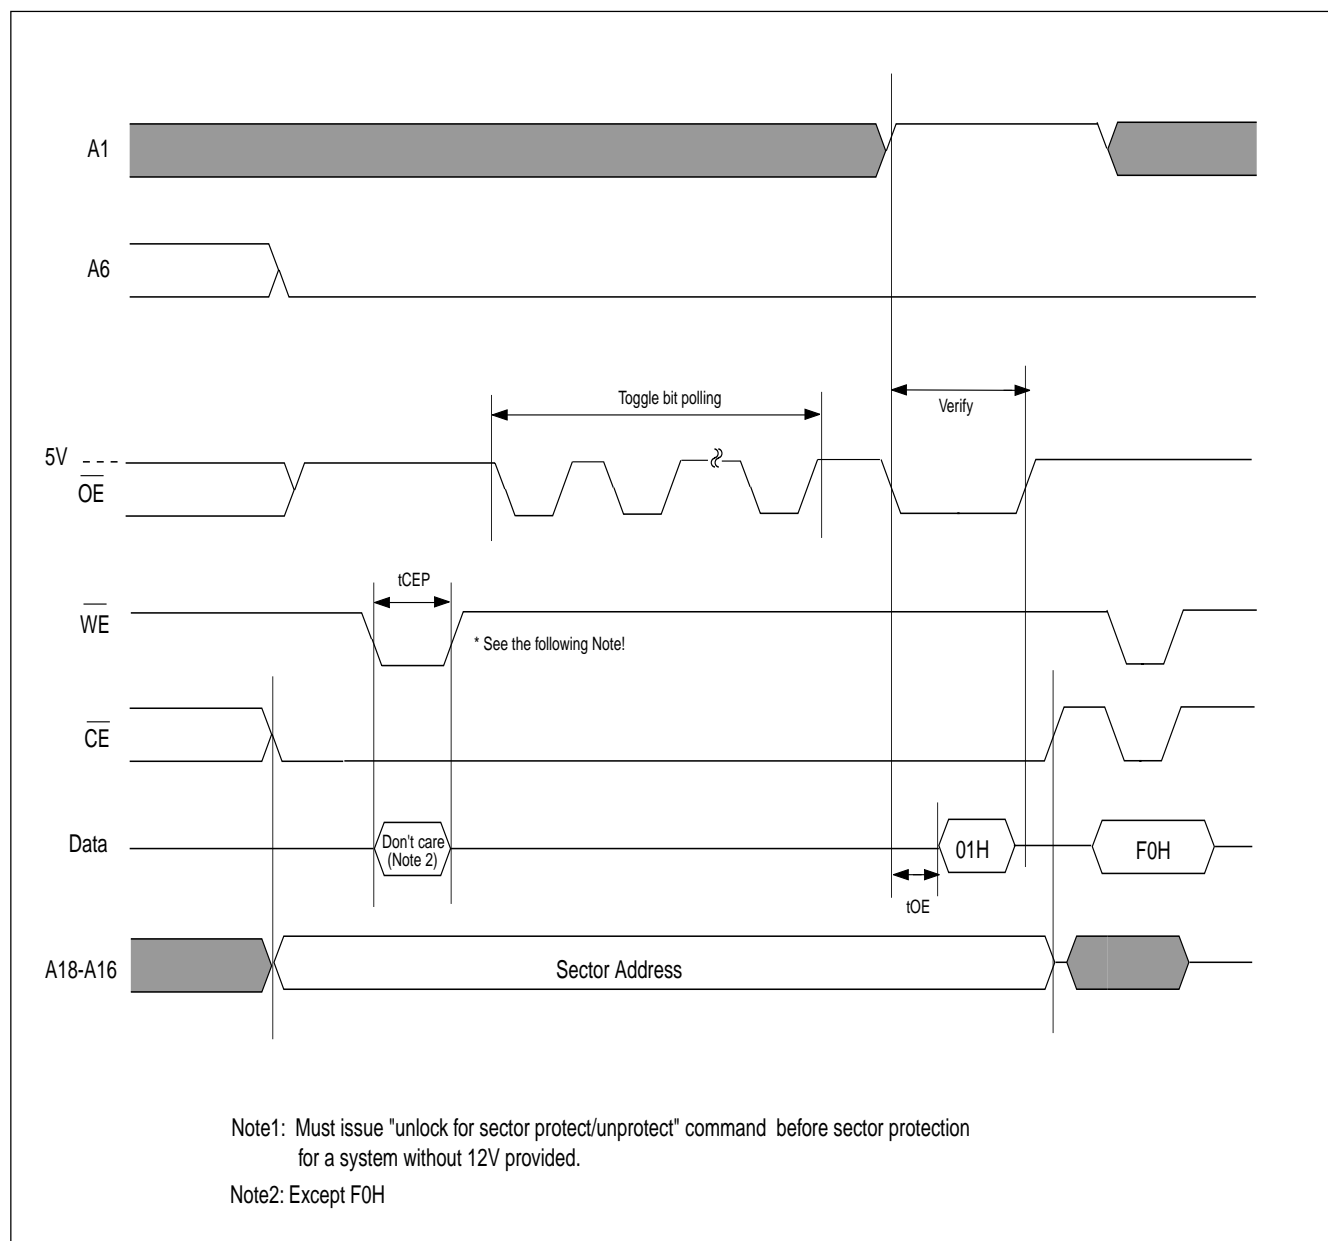 A1
A6
Toggle bit polling
Verify
5V
OE
tCEP
WE
* See the following Note!
CE
Data
Don't care
(Note 2)
01H
F0H
tOE
A18-A16
Sector Address
Note1: Must issue "unlock for sector protect/unprotect" command before sector protection
for a system without 12V provided.
Note2: Except F0H